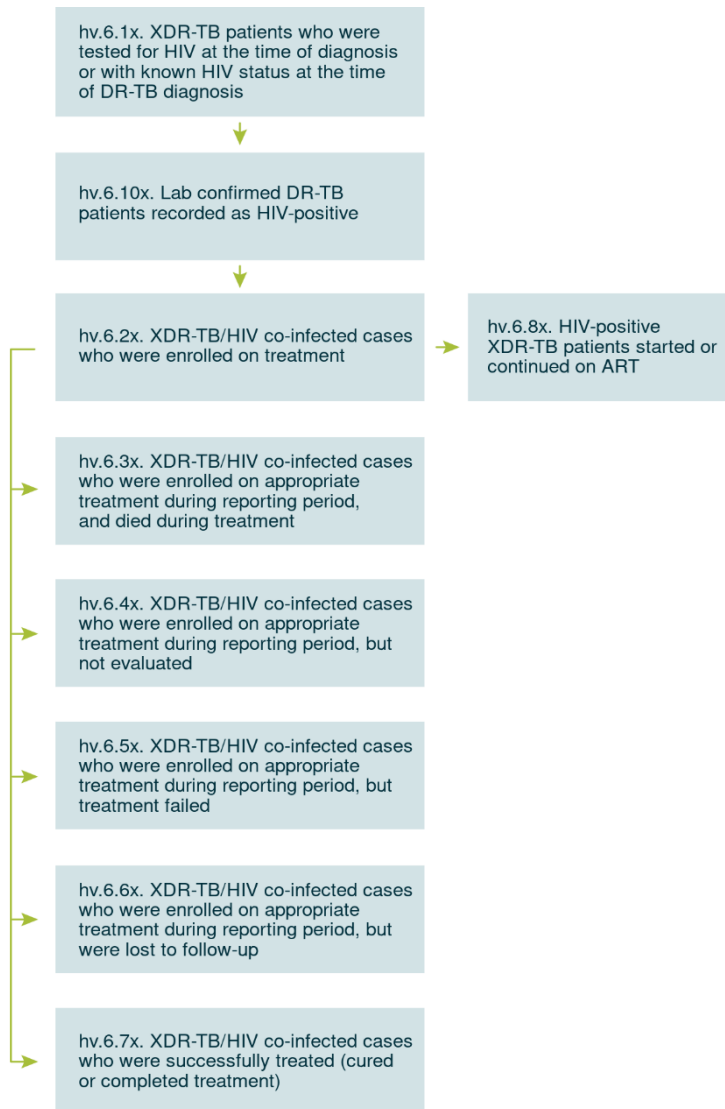 hv.6.1x. XDR-TB patients who were
tested for HIV at the time of diagnosis
or with known HIV status at the time
of DR-TB diagnosis
hv.6.10x. Lab confirmed DR-TB
patients recorded as HIV-positive
hv.6.2x. XDR-TB/HIV co-infected cases
who were enrolled on treatment
hv.6.8x. HIV-positive
XDR-TB patients started or
continued on ART
hv.6.3x. XDR-TB/HIV co-infected cases
who were enrolled on appropriate
treatment during reporting period,
and died during treatment
hv.6.4x. XDR-TB/HIV co-infected cases
who were enrolled on appropriate
treatment during reporting period, but
not evaluated
hv.6.5x. XDR-TB/HIV co-infected cases
who were enrolled on appropriate
treatment during reporting period, but
treatment failed
hv.6.6x. XDR-TB/HIV co-infected cases
who were enrolled on appropriate
treatment during reporting period, but
were lost to follow-up
hv.6.7x. XDR-TB/HIV co-infected cases
who were successfully treated (cured
or completed treatment)